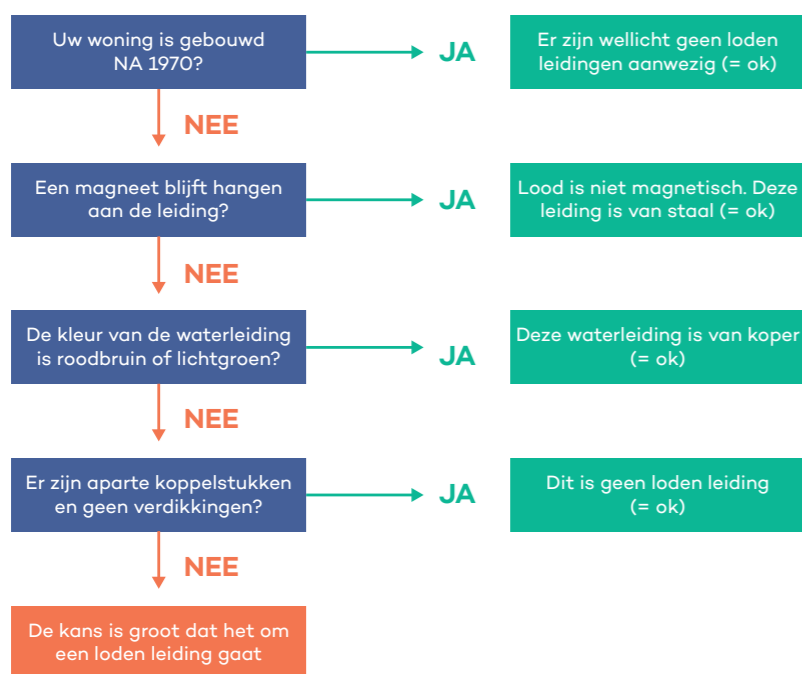 Uw woning is gebouwd
NA 1970?
JA
Er zijn wellicht geen loden
leidingen aanwezig (= ok)
NEE
Een magneet blijft hangen
aan de leiding?
JA
Lood is niet magnetisch. Deze
leiding is van staal (= ok)
NEE
De kleur van de waterleiding
is roodbruin of lichtgroen?
JA
Deze waterleiding is van koper
(= ok)
NEE
Er zijn aparte koppelstukken
en geen verdikkingen?
JA
Dit is geen loden leiding
(= ok)
NEE
De kans is groot dat het om
een loden leiding gaat